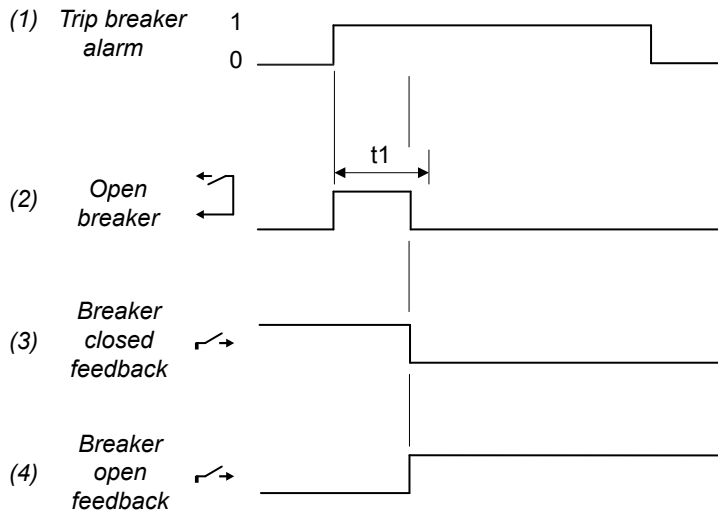 (1) Trip breaker
alarm
1
0
t1
(2) Open
breaker
Breaker
(3) closed
feedback
Breaker
(4) open
feedback